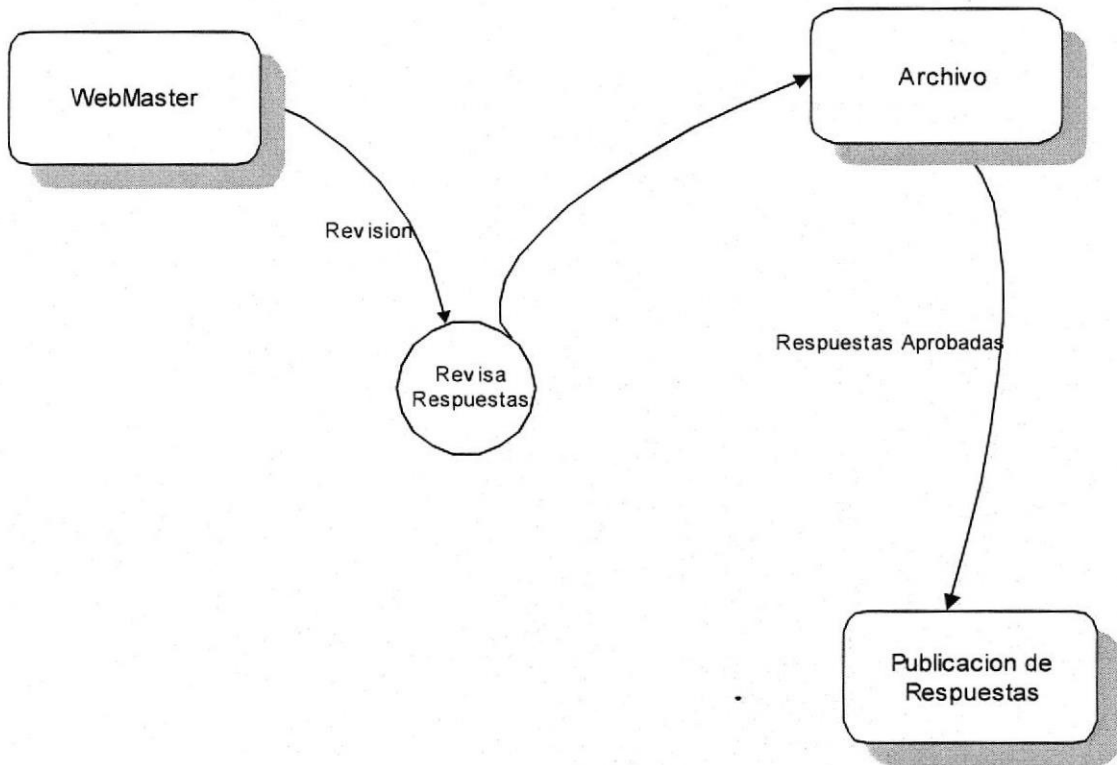 WebMaster
Archivo
Revision
Respuestas Aprobadas
Revisa
Respuestas
Publicacion de
Respuestas